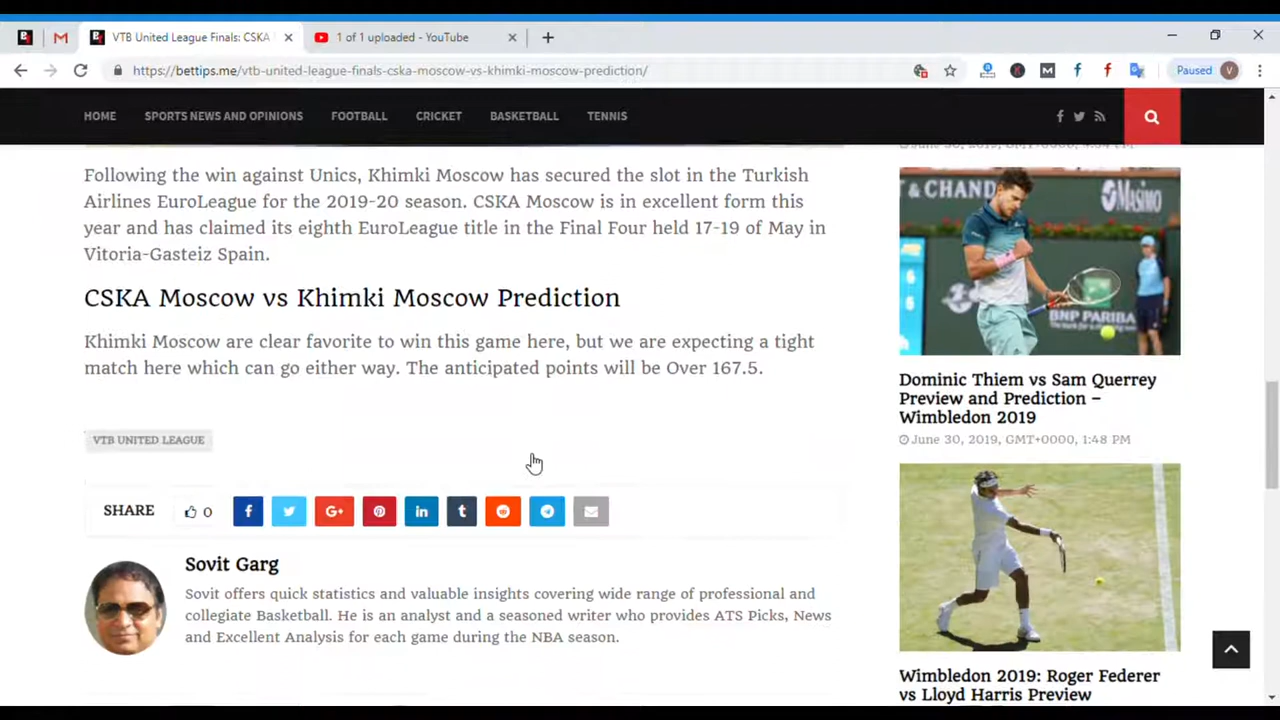 VTB United League Finals: CSKA
1 of 1 uploaded - YouTube
https://bettips.me/vtb-united-league-finals-cska-moscow-vs-khimki-moscow-prediction/
Paused
V
HOME
SPORTS NEWS AND OPINIONS
FOOTBALL
CRICKET
BASKETBALL
TENNIS
Following the win against Unics, Khimki Moscow has secured the slot in the Turkish
Airlines EuroLeague for the 2019-20 season. CSKA Moscow is in excellent form this
year and has claimed its eighth EuroLeague title in the Final Four held 17-19 of May in
Vitoria-Gasteiz Spain.
CSKA Moscow vs Khimki Moscow Prediction
Khimki Moscow are clear favorite to win this game here, but we are expecting a tight
match here which can go either way. The anticipated points will be Over 167.5.
VTB UNITED LEAGUE
SHARE
0
G+
in
t
Sovit Garg
Sovit offers quick statistics and valuable insights covering wide range of professional and
collegiate Basketball. He is an analyst and a seasoned writer who provides ATS Picks, News
and Excellent Analysis for each game during the NBA season.
& CHAND
Masimo
BNP PARIBA
Dominic Thiem vs Sam Querrey
Preview and Prediction –
Wimbledon 2019
June 30, 2019, GMT+0000, 1:48 PM
Wimbledon 2019: Roger Federer
vs Lloyd Harris Preview